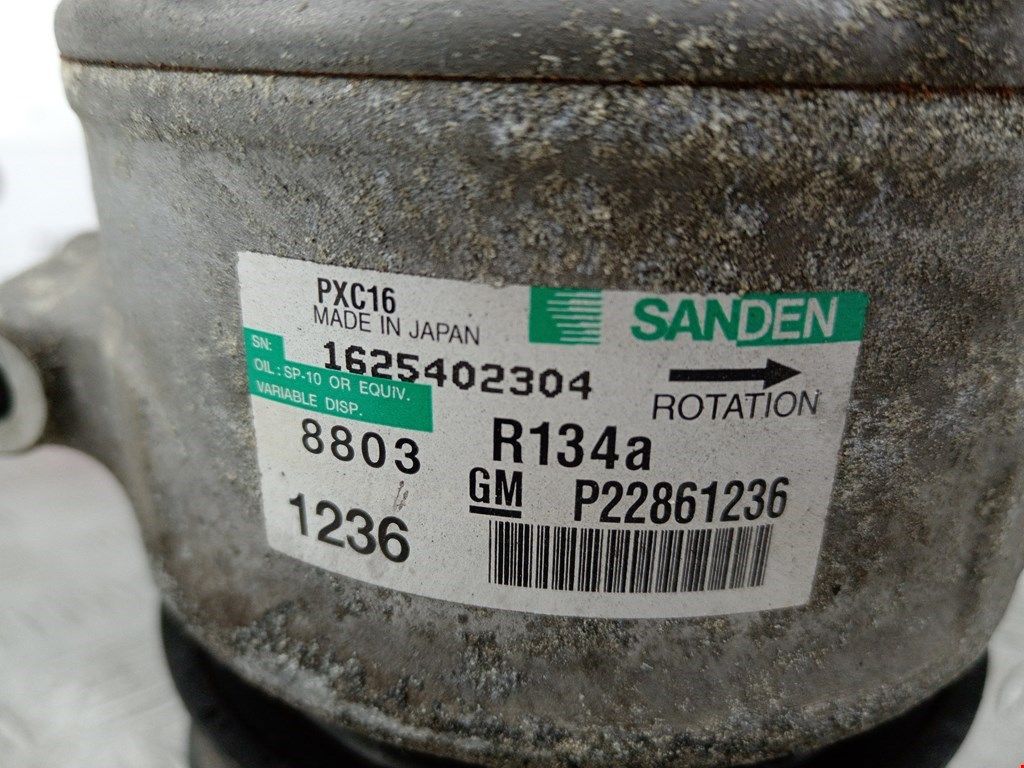 PXC16
MADE IN JAPAN
SANDEN
SN:
1625402304
OIL : SP-10 OR EQUIV.
VARIABLE DISP.
ROTATION
8803
R134a
GM
P22861236
1236